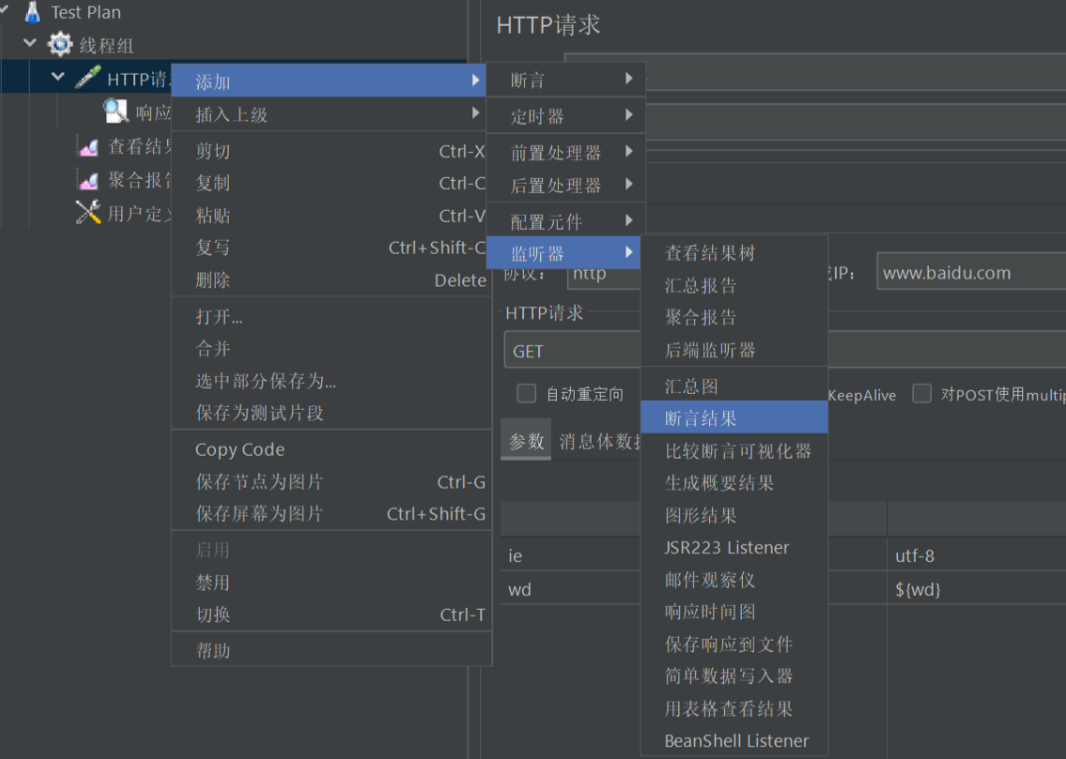 Test Plan
线程组
HTTP请
响应
查看结果
聚合报告
用户定义
添加
插入上级
剪切 Ctrl-X
复制 Ctrl-C
粘贴 Ctrl-V
复写 Ctrl+Shift-C
删除 Delete
打开...
合并
选中部分保存为...
保存为测试片段
Copy Code
保存节点为图片 Ctrl-G
保存屏幕为图片 Ctrl+Shift-G
启用
禁用
切换 Ctrl-T
帮助
断言
定时器
前置处理器
后置处理器
配置元件
监听器
查看结果树
汇总报告
聚合报告
后端监听器
汇总图
断言结果
比较断言可视化器
生成概要结果
图形结果
JSR223 Listener
邮件观察仪
响应时间图
保存响应到文件
简单数据写入器
用表格查看结果
BeanShell Listener
HTTP请求
协议： http IP： www.baidu.com
HTTP请求
GET
自动重定向 KeepAlive 对POST使用multip
参数 消息体数据
ie utf-8
wd ${wd}